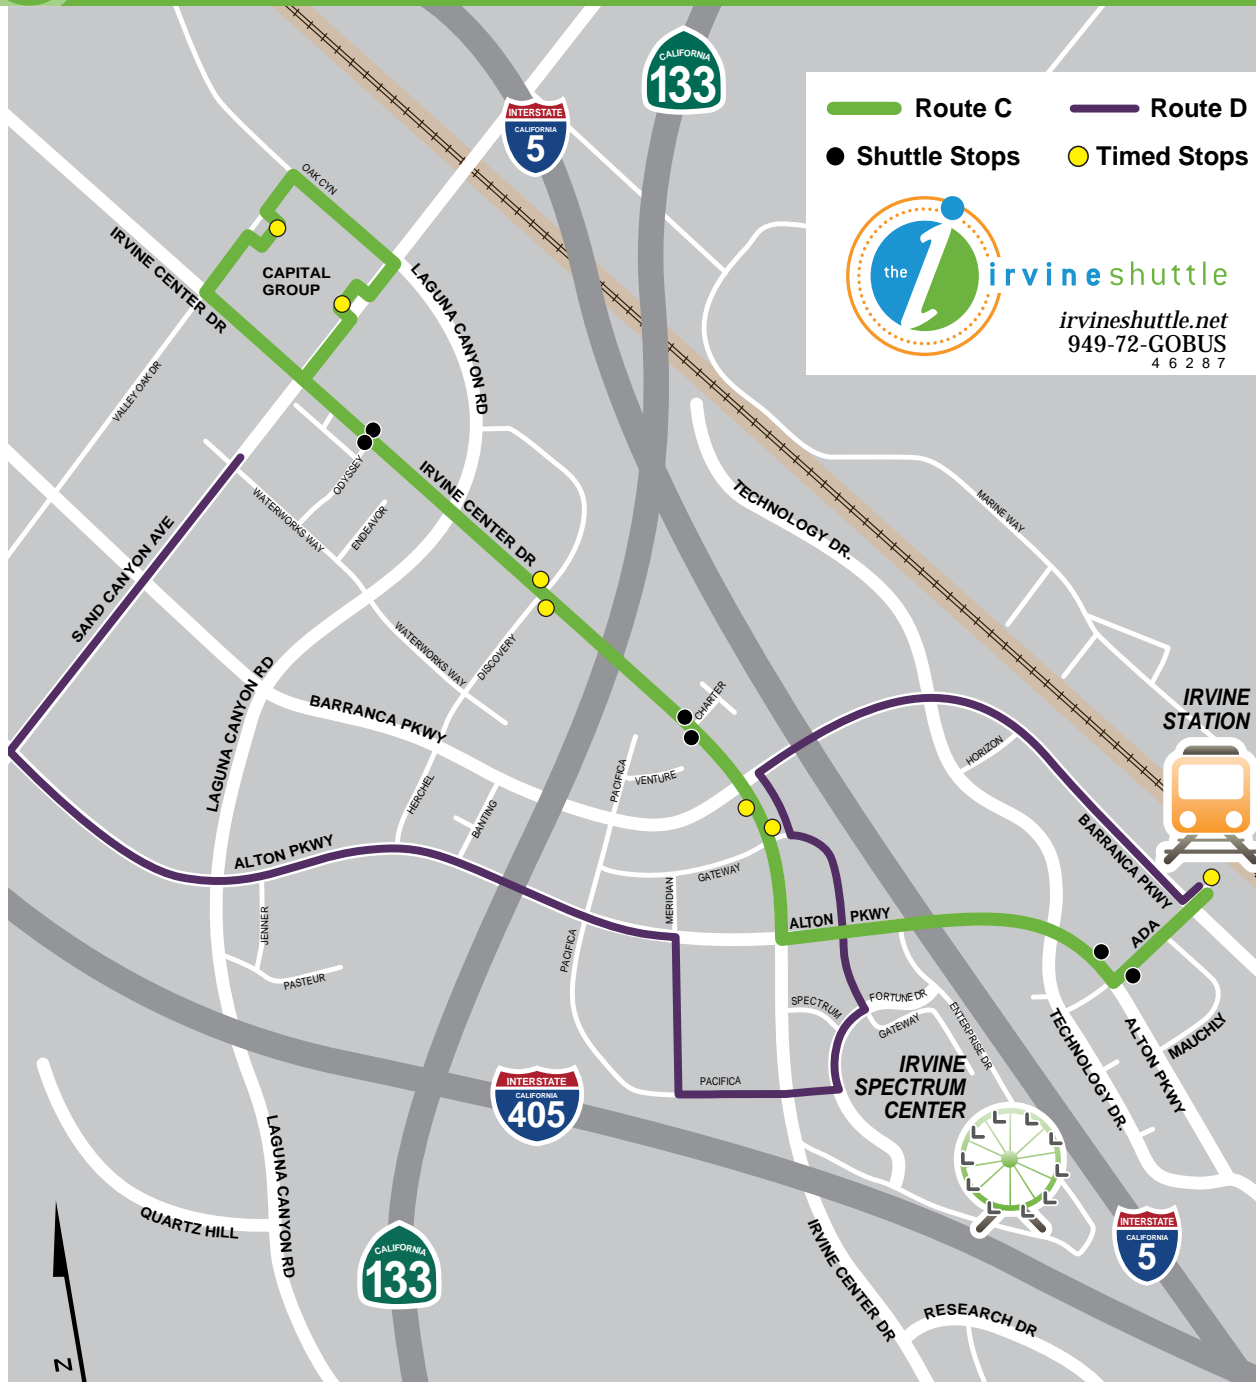 CALIFORNIA
133
INTERSTATE
CALIFORNIA
5
Route C
Route D
Shuttle Stops
Timed Stops
the
i
irvineshuttle
irvineshuttle.net
949-72-GOBUS
4 6 2 8 7
OAK CYN
IRVINE CENTER DR
CAPITAL
GROUP
LAGUNA CANYON RD
VALLEY OAK DR
ODYSSEY
IRVINE CENTER DR
WATERWORKS WAY
ENDEAVOR
TECHNOLOGY DR.
MARINE WAY
SAND CANYON AVE
WATERWORKS WAY
DISCOVERY
LAGUNA CANYON RD
BARRANCA PKWY
CHARTER
IRVINE
STATION
PACIFICA
VENTURE
HORIZON
HERCHEL
BANTING
BARRANCA PKWY
ALTON PKWY
GATEWAY
MERIDIAN
JENNER
ALTON PKWY
ADA
PACIFICA
PASTEUR
SPECTRUM
FORTUNE DR
GATEWAY
ENTERPRISE DR
TECHNOLOGY DR.
ALTON PKWY
MAUCHLY
PACIFICA
IRVINE
SPECTRUM
CENTER
INTERSTATE
CALIFORNIA
405
LAGUNA CANYON RD
QUARTZ HILL
CALIFORNIA
133
INTERSTATE
CALIFORNIA
5
IRVINE CENTER DR
RESEARCH DR
N